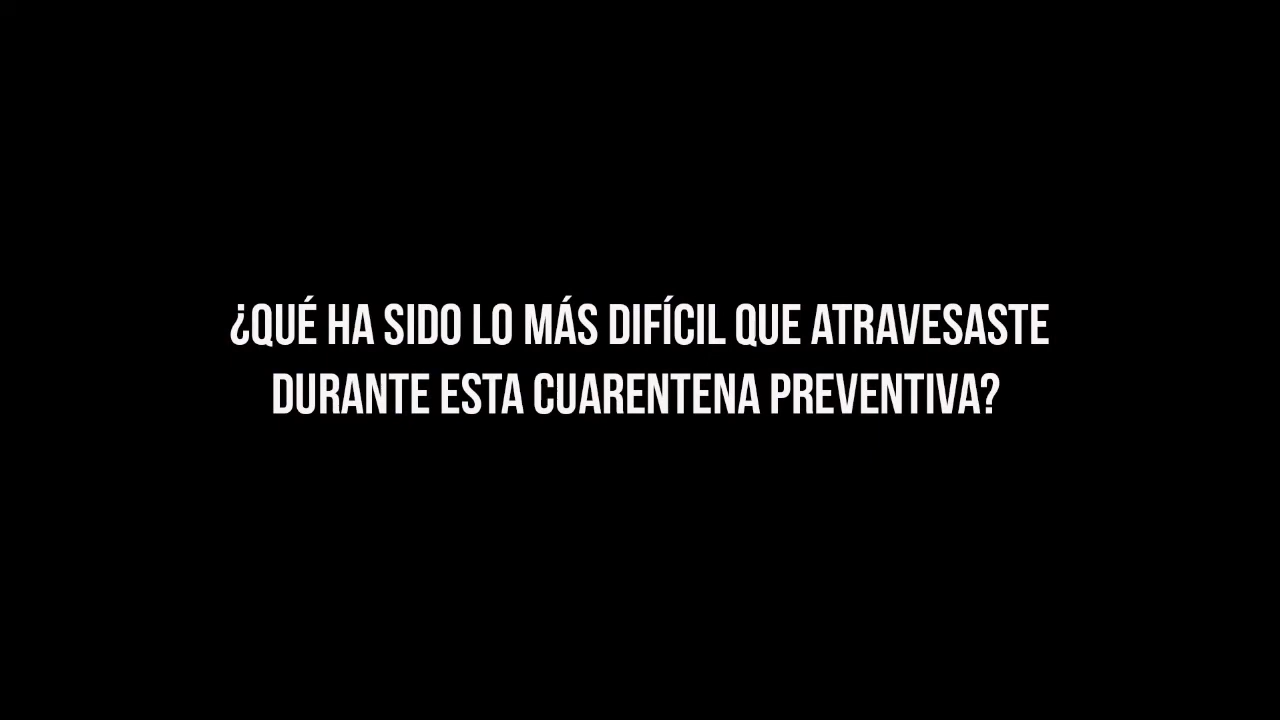 ¿QUÉ HA SIDO LO MÁS DIFÍCIL QUE ATRAVESASTE
DURANTE ESTA CUARENTENA PREVENTIVA?